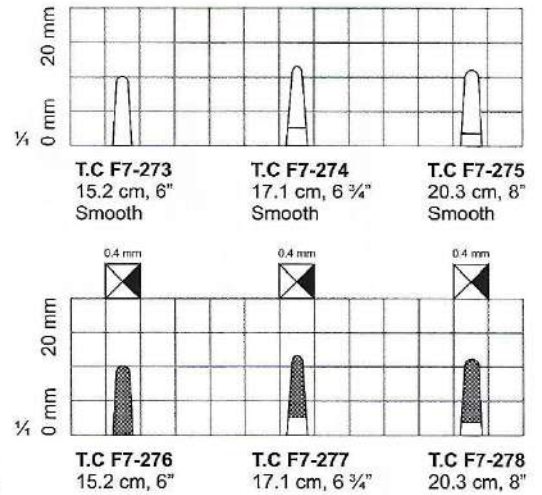 20 mm
0 mm
¹⁄₁
T.C F7-273
15.2 cm, 6”
Smooth
T.C F7-274
17.1 cm, 6 ¾”
Smooth
T.C F7-275
20.3 cm, 8”
Smooth
0.4 mm
0.4 mm
0.4 mm
20 mm
0 mm
¹⁄₁
T.C F7-276
15.2 cm, 6”
T.C F7-277
17.1 cm, 6 ¾”
T.C F7-278
20.3 cm, 8”